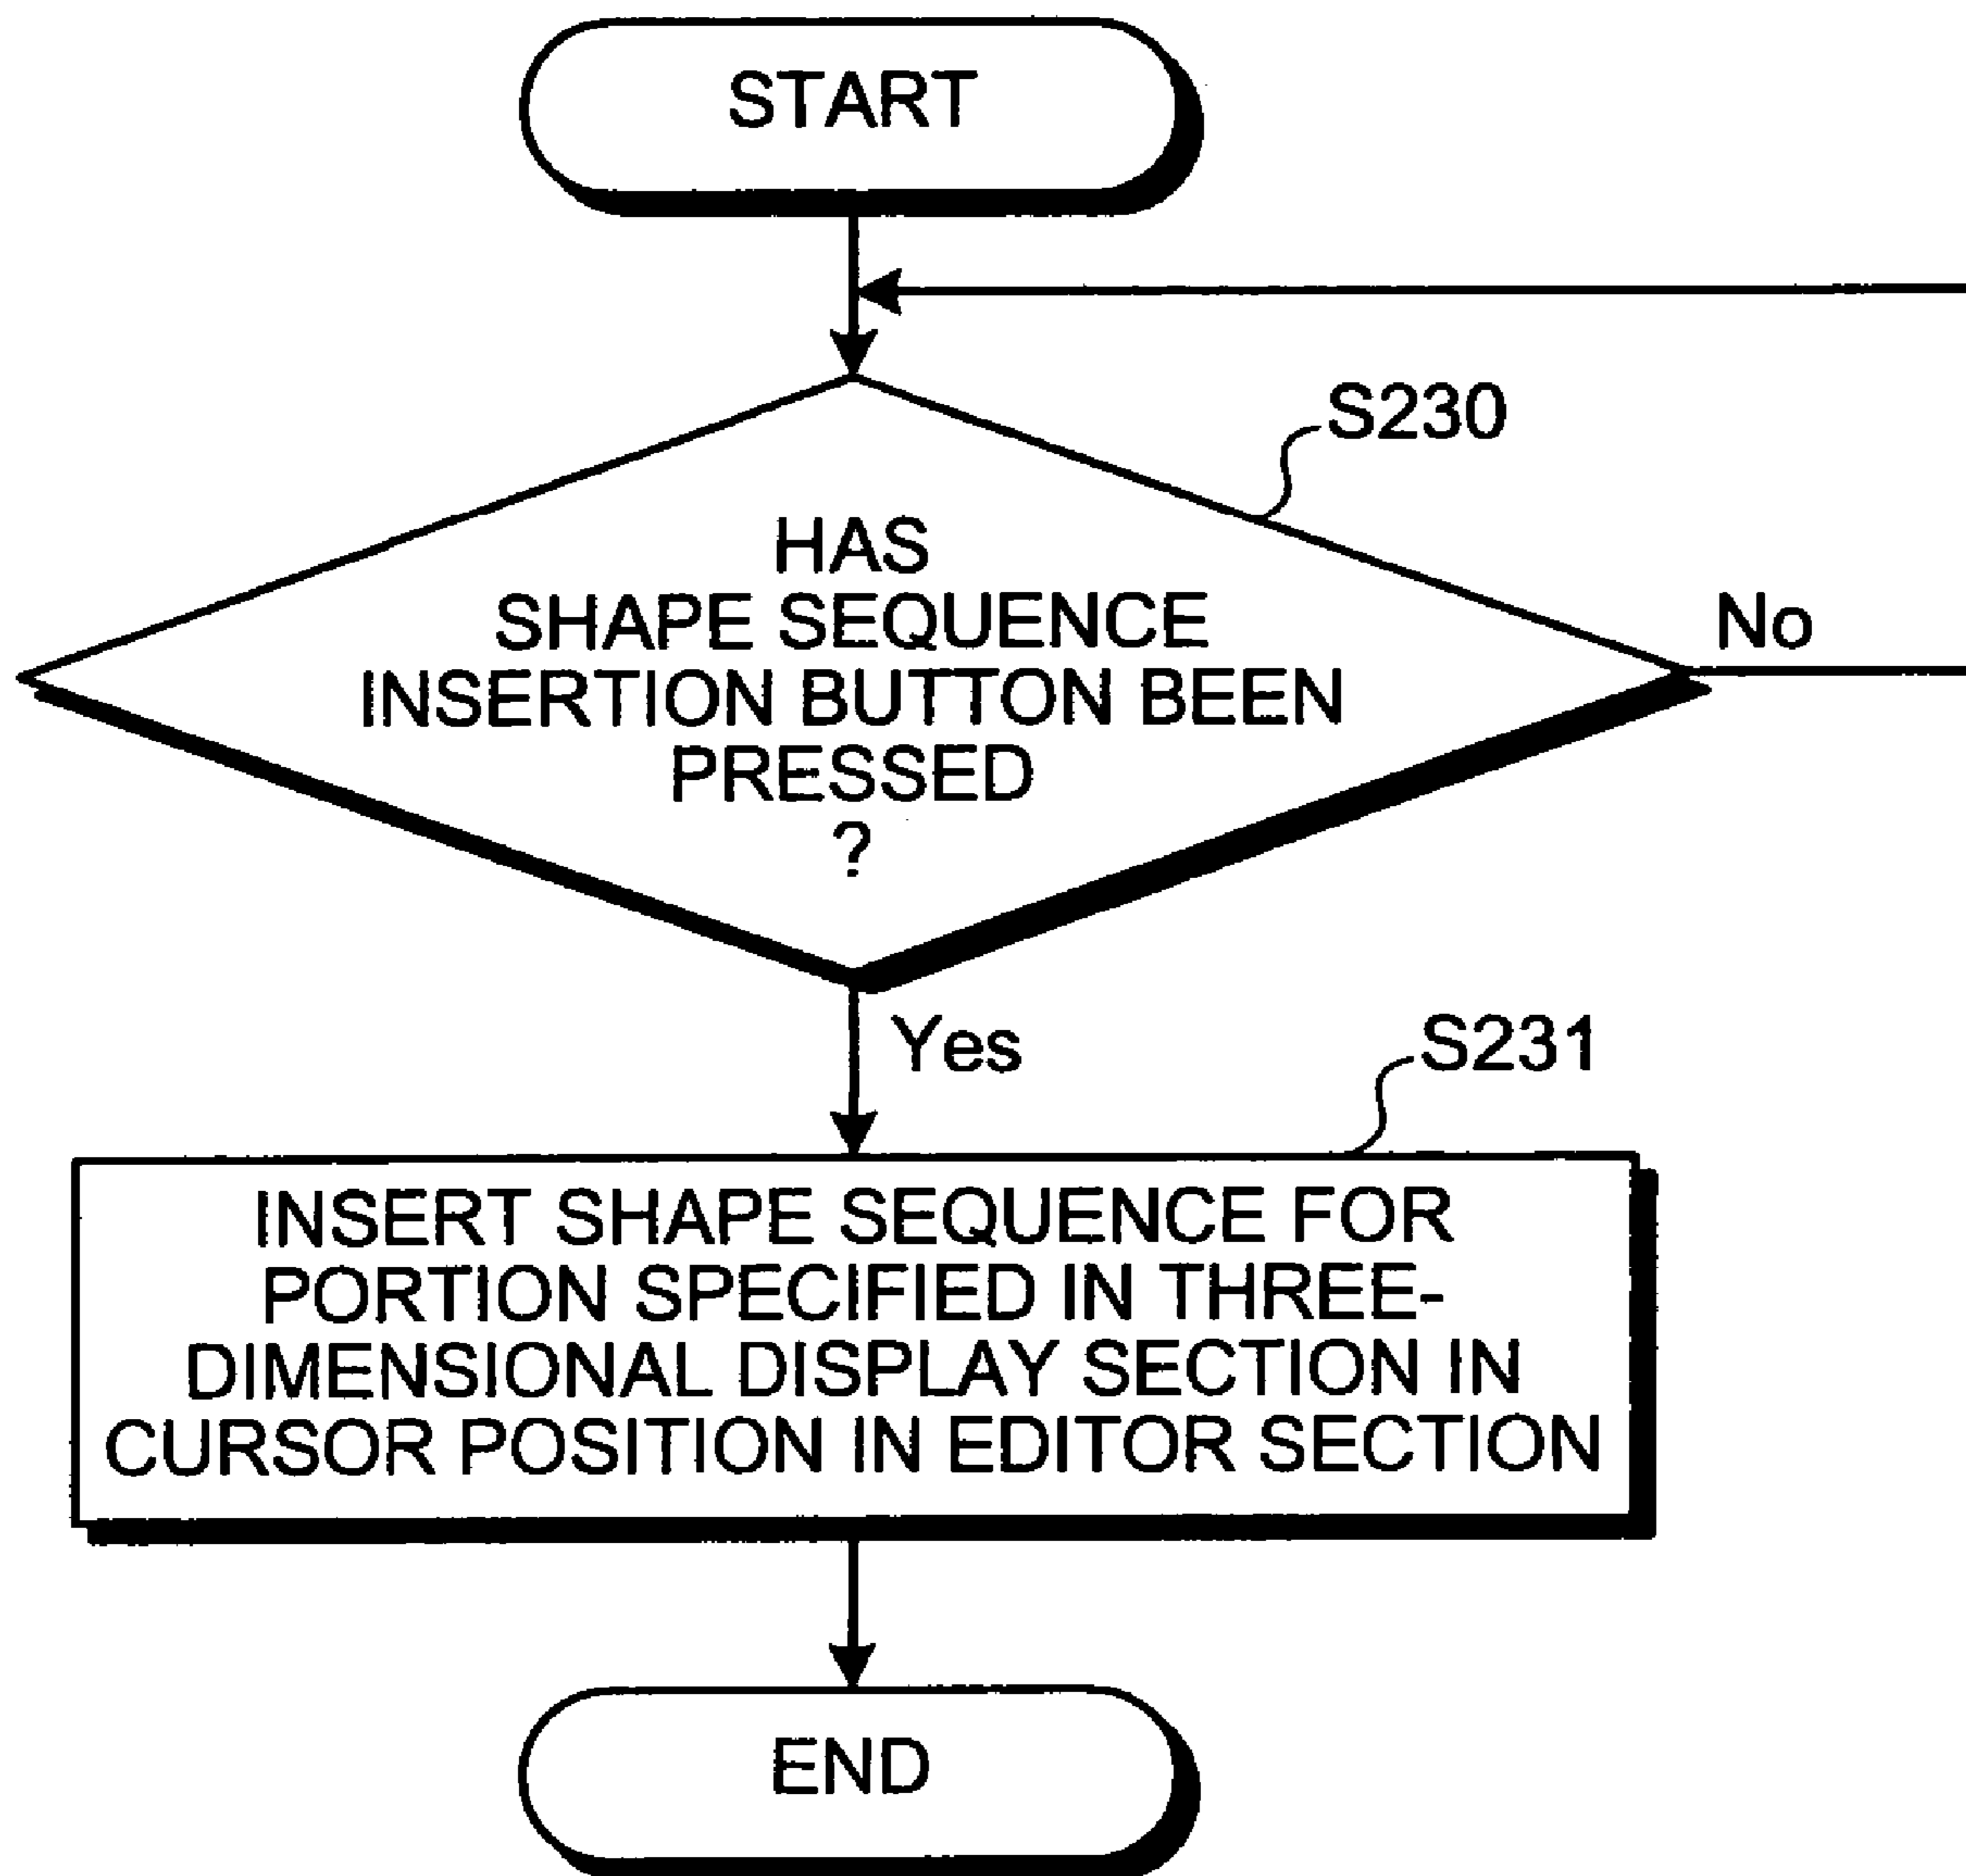 START
S230
HAS
SHAPE SEQUENCE
INSERTION BUTTON BEEN
PRESSED
?
No
Yes
S231
INSERT SHAPE SEQUENCE FOR
PORTION SPECIFIED IN THREE-
DIMENSIONAL DISPLAY SECTION IN
CURSOR POSITION IN EDITOR SECTION
END